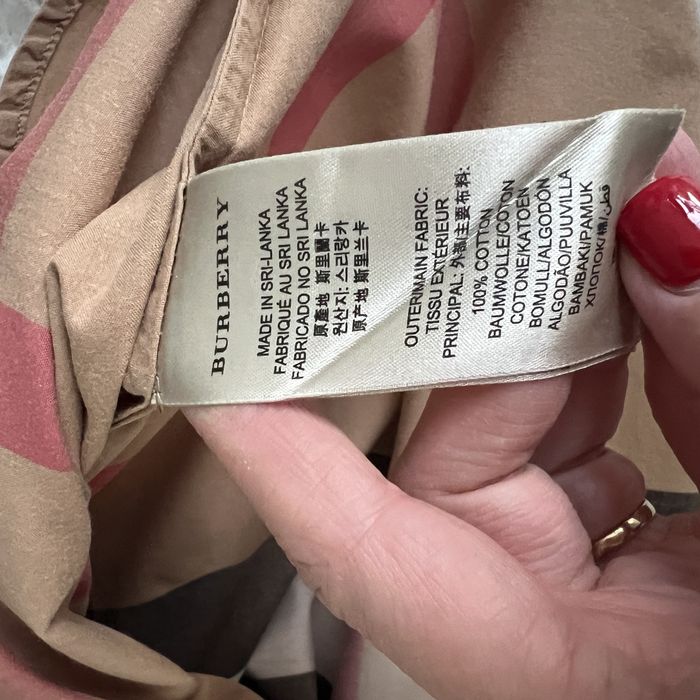 BURBERRY
MADE IN SRI-LANKA
FABRIQUÉ AU SRI LANKA
FABRICADO NO SRI LANKA
原產地 斯里蘭卡
원산지: 스리랑카
原产地 斯里兰卡
OUTER/MAIN FABRIC:
TISSU EXTÉRIEUR
PRINCIPAL: 外部/主要布料:
100% COTTON
BAUMWOLLE/COTON
COTONE/KATOEN
BOMULL/ALGODÓN
ALGODÃO/PUUVILLA
BAMBAKI/PAMUK
ХЛОПОК/棉/قطن